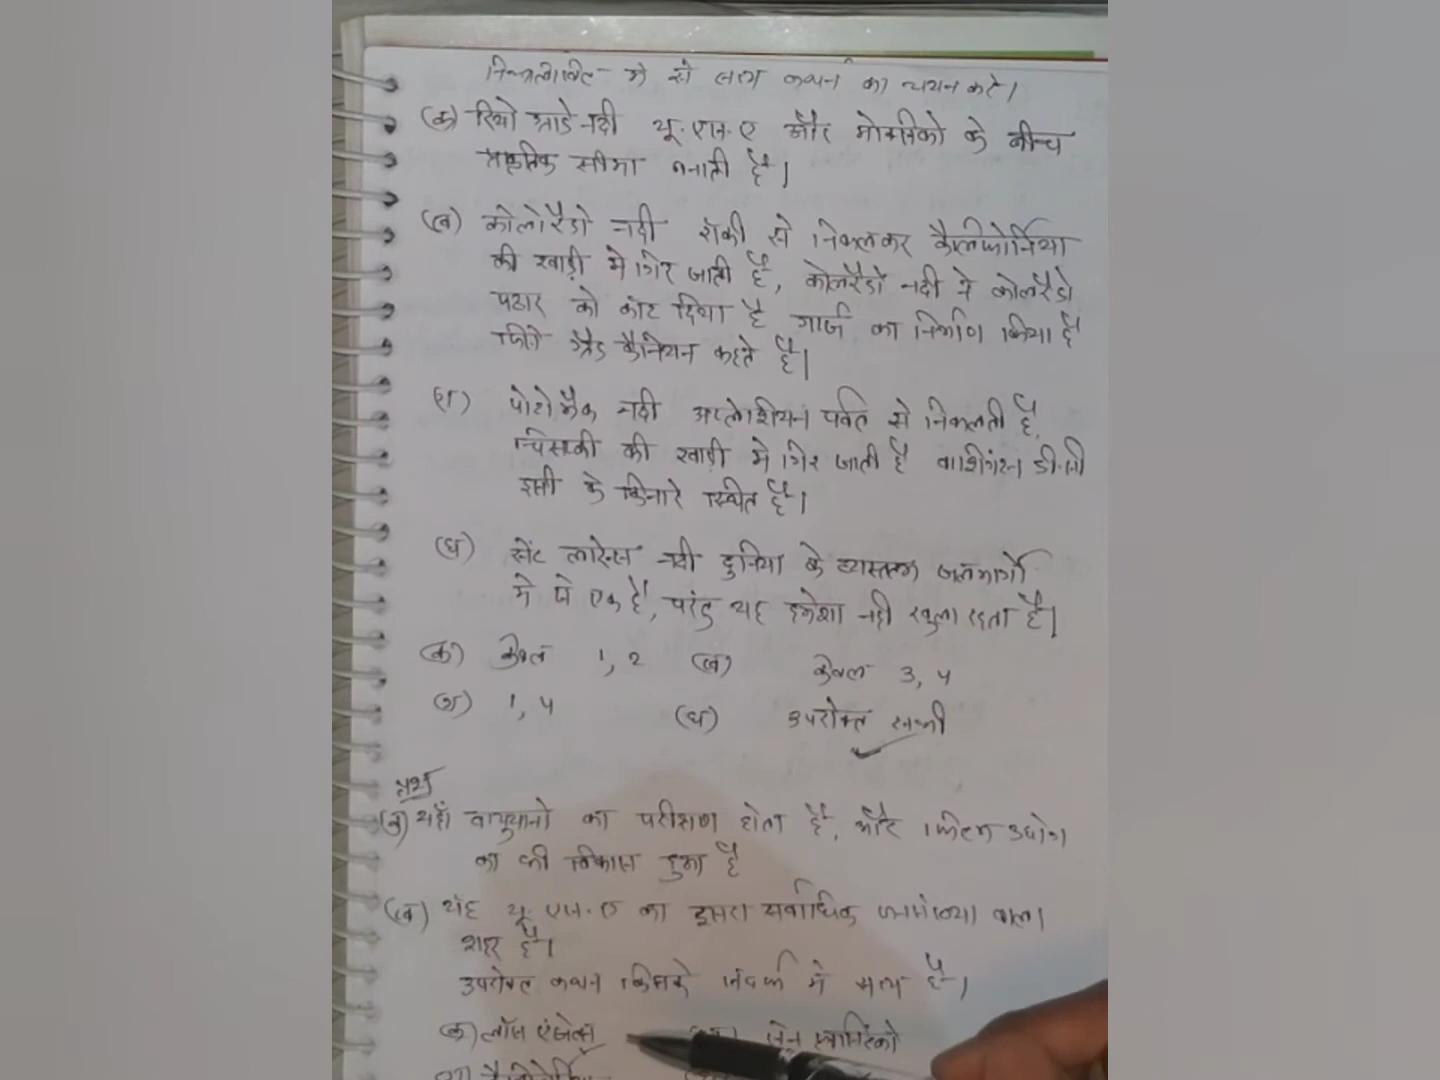 निम्नलिखित में से सत्य कथन का चयन करे।
(क) रियो ग्रांडे नदी यू.एस.ए और मेक्सिको के बीच
प्राकृतिक सीमा बनाती है।
(ख) कोलोरैडो नदी रॉकी से निकलकर कैलिफोर्निया
की खाड़ी में गिर जाती है, कोलरैडो नदी ने कोलरैडो
पठार को काट दिया है गार्ज का निर्माण किया है
जिसे ग्रैंड कैनियन कहते है।
(ग) पोटोमैक नदी अप्लेशियन पर्वत से निकलती है,
की खाड़ी में गिर जाती है वाशिंगटन डी.सी
इसी के किनारे स्थित है।
(घ) सेंट लारेन्स नदी दुनिया के व्यस्ततम जलमार्गो
में से एक है, परंतु यह हमेशा नही खुला रहता है।
(क) केवल 1, 2 (ख) केवल 3, 4
(ग) 1, 4 (घ) उपरोक्त सभी
प्रश्न
(क) यहाँ वायुयानो का परीक्षण होता है, और फिल्म उद्योग
का भी विकास हुआ है
(ख) यह यू.एस.ए का दुसरा सर्वाधिक जनसंख्या वाला
शहर है।
उपरोक्त कथन किसके संदर्भ में सत्य है।
(क) लॉस एंजेल्स सेन फ्रांसिस्को